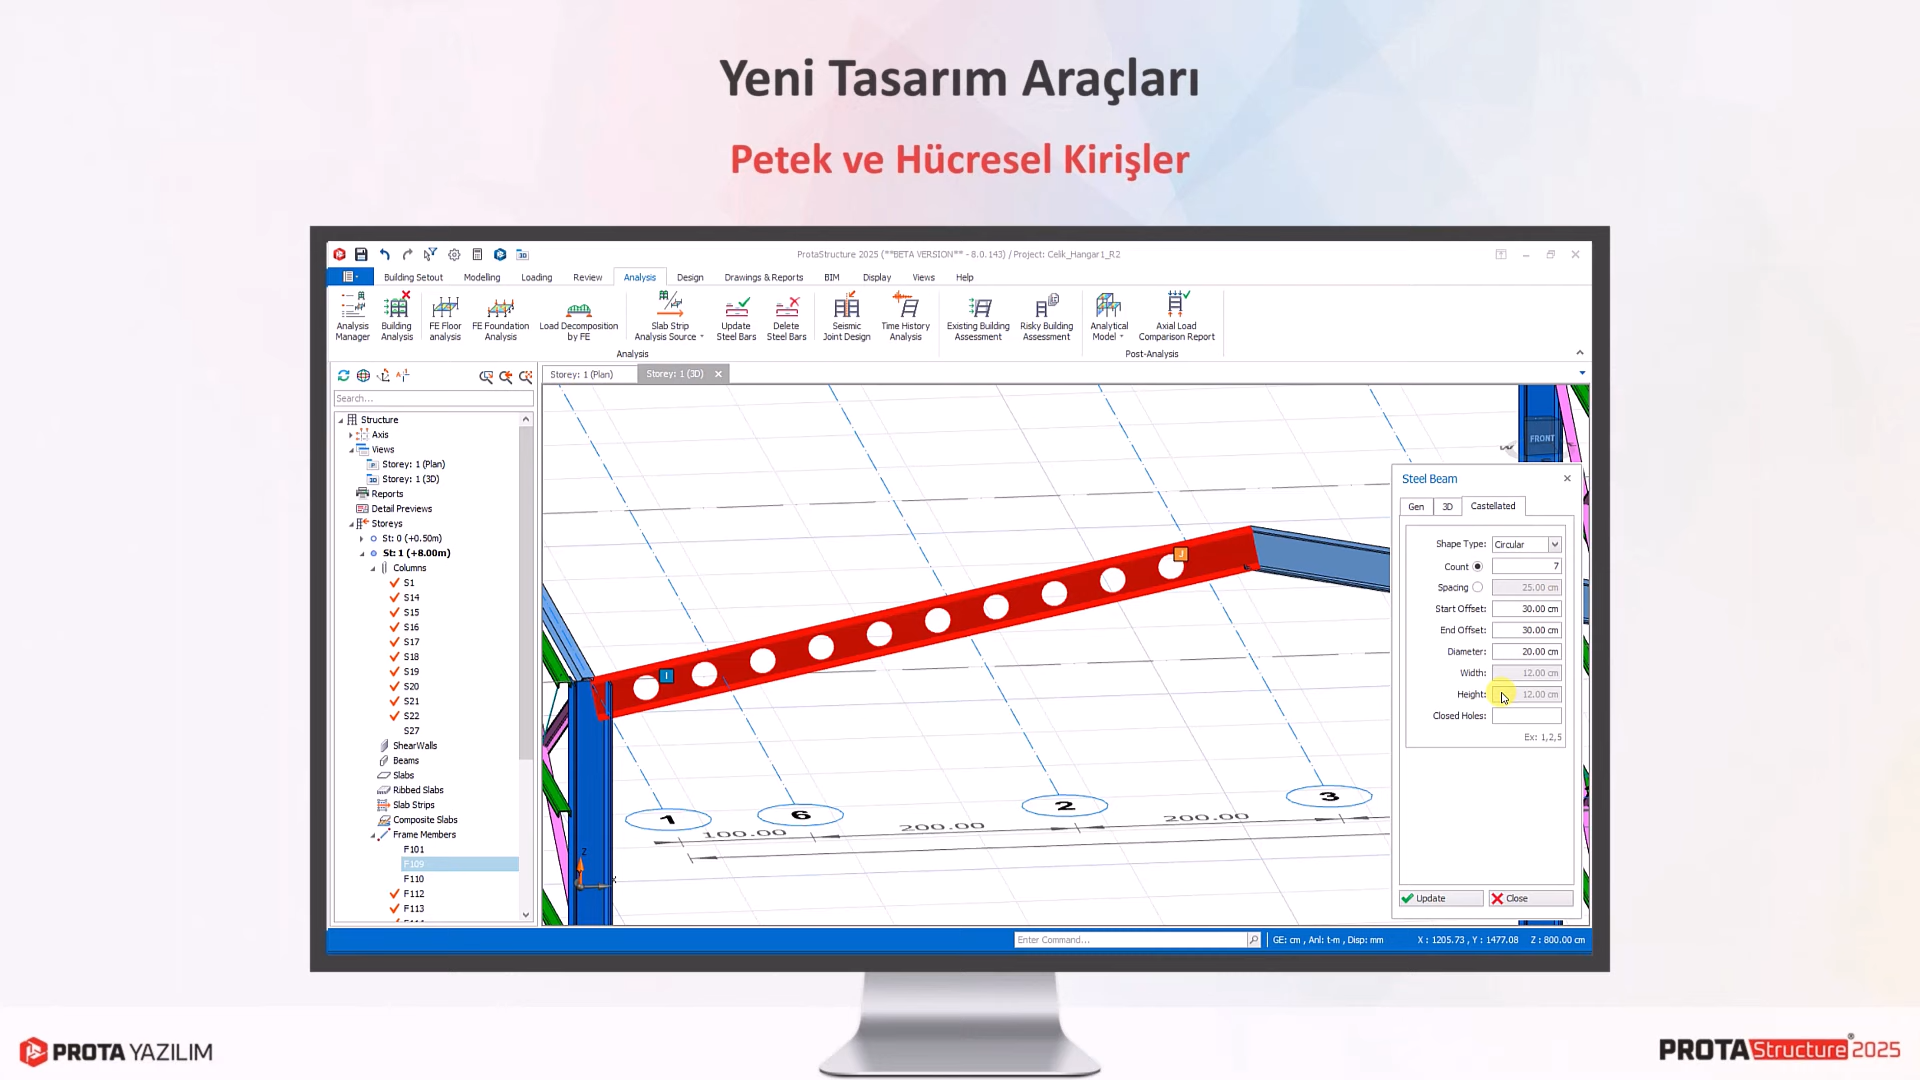 Yeni Tasarım Araçları
Petek ve Hücresel Kirişler
ProtaStructure 2025 (**BETA VERSION** - 8.0.143) / Project: Celik_Hangar1_R2
Building Setout Modelling Loading Review Analysis Design Drawings & Reports BIM Display Views Help
Analysis Manager
Building Analysis
FE Floor analysis
FE Foundation Analysis
Load Decomposition by FE
Slab Strip Analysis Source
Update Steel Bars
Delete Steel Bars
Seismic Joint Design
Time History Analysis
Existing Building Assessment
Risky Building Assessment
Analytical Model
Axial Load Comparison Report
Analysis
Post-Analysis
Storey: 1 (Plan)
Storey: 1 (3D)
Search...
Structure
Axis
Views
Storey: 1 (Plan)
Storey: 1 (3D)
Reports
Detail Previews
Storeys
St: 0 (+0.50m)
St: 1 (+8.00m)
Columns
S1
S14
S15
S16
S17
S18
S19
S20
S21
S22
S27
ShearWalls
Beams
Slabs
Ribbed Slabs
Slab Strips
Composite Slabs
Frame Members
F101
F109
F110
F112
F113
FRONT
I
J
1
6
2
3
100.00
200.00
200.00
Z
X
Steel Beam
Gen 3D Castellated
Shape Type: Circular
Count 7
Spacing 25.00 cm
Start Offset: 30.00 cm
End Offset: 30.00 cm
Diameter: 20.00 cm
Width: 12.00 cm
Height: 12.00 cm
Closed Holes:
Ex: 1,2,5
Update Close
Enter Command...
GE: cm , Anl: t-m , Disp: mm
X : 1205.73 , Y : 1477.08 Z : 800.00 cm
PROTA YAZILIM
PROTAStructure® 2025